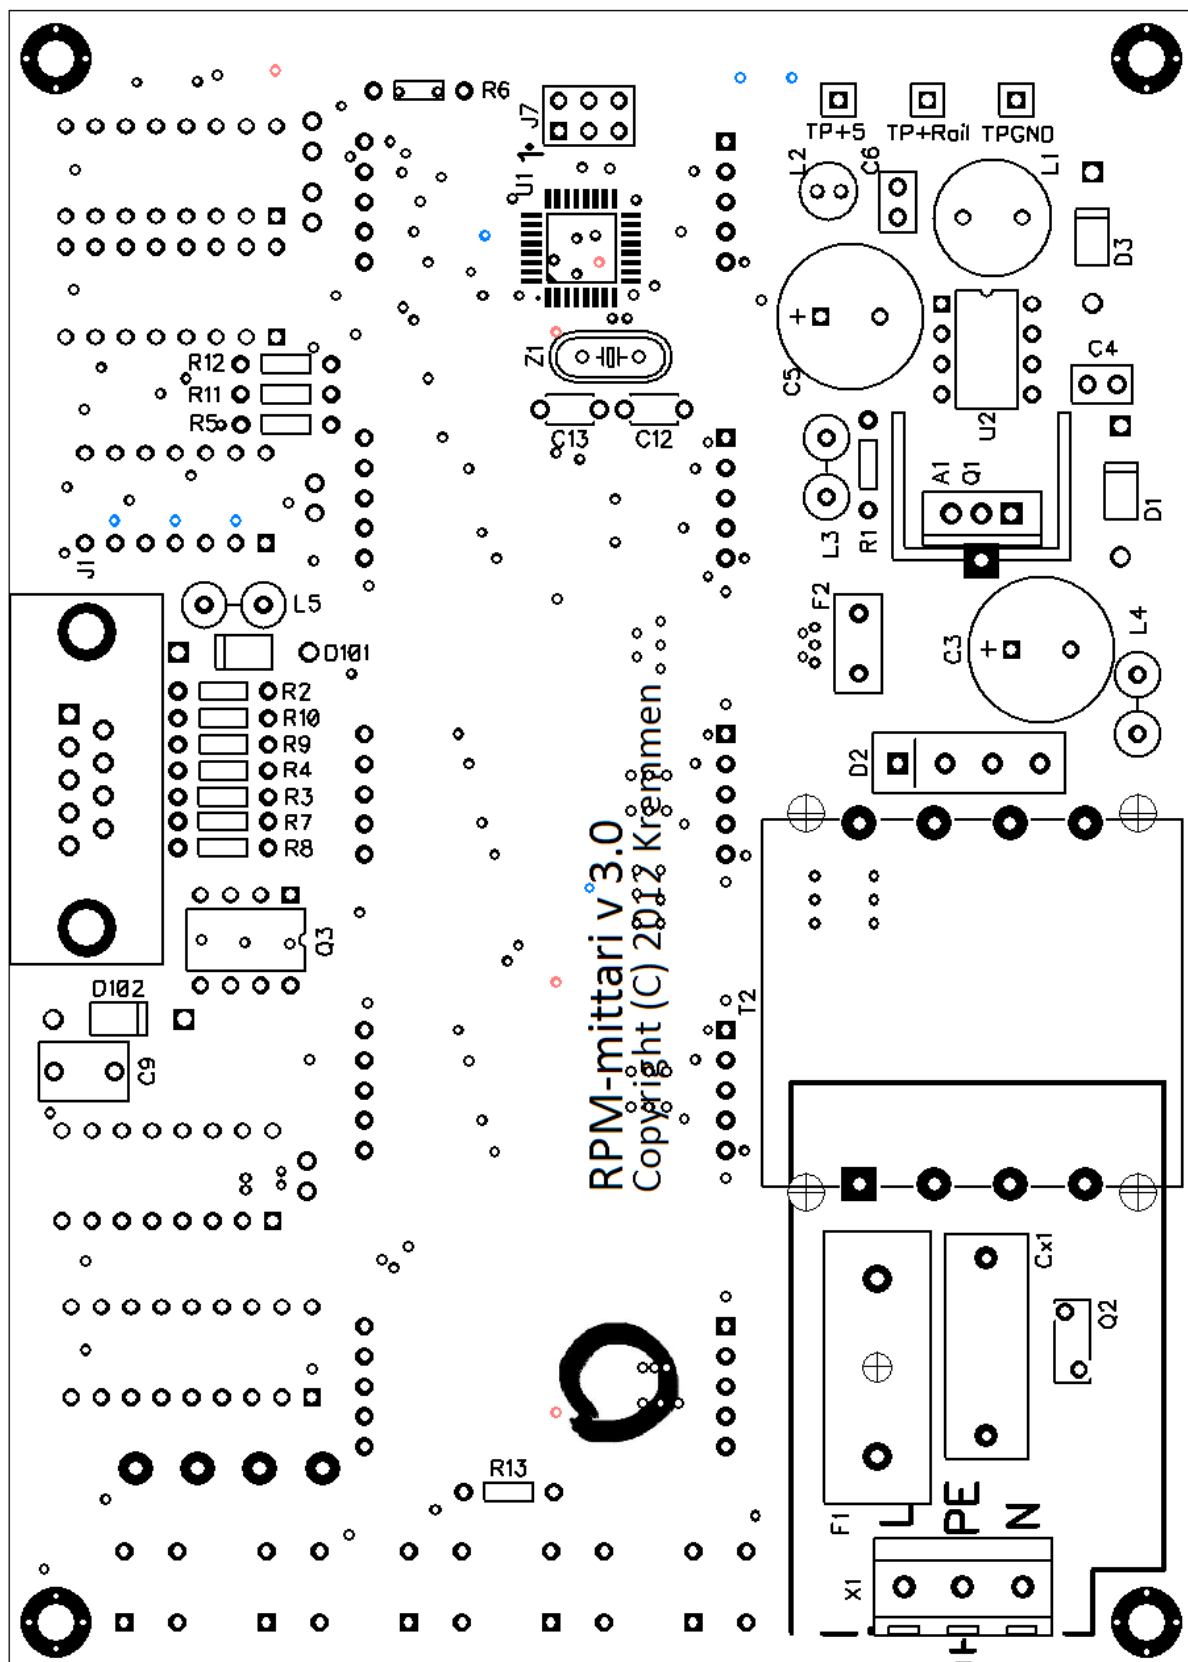 R6
J7
TP+5
TP+Rail
TPGND
U1
L2
C6
L1
D3
Z1
C5
U2
C4
R12
R11
R5
C13
C12
A1
Q1
D1
L3
R1
J1
L5
F2
C3
L4
D101
R2
R10
R9
R4
R3
R7
R8
D2
Q3
RPM-mittari v 3.0
Copyright (C) 2012 Kremmen
D102
C9
T2
Cx1
Q2
R13
F1
L
PE
N
X1